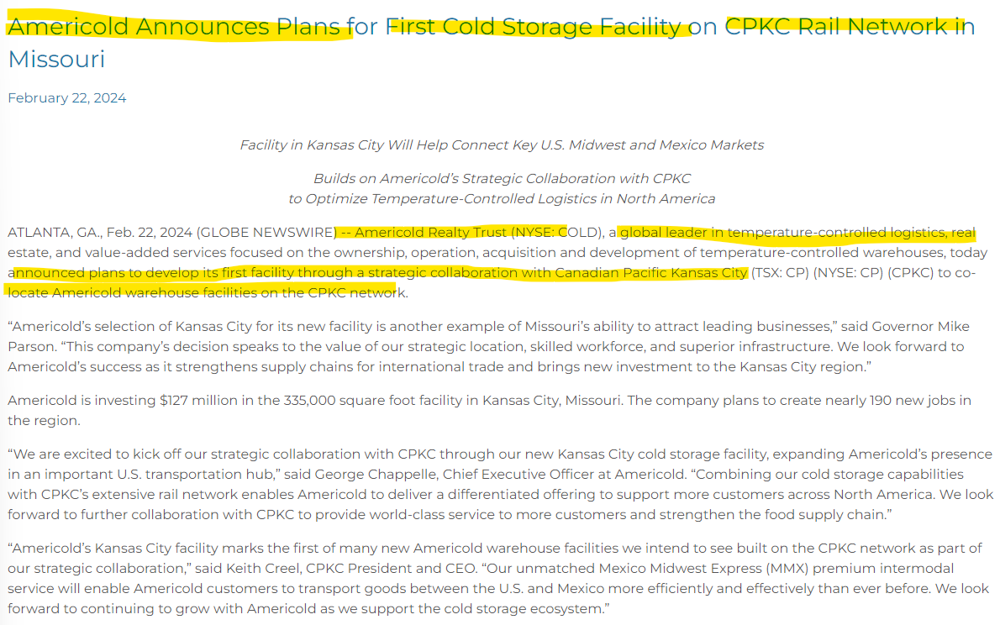 Americold Announces Plans for First Cold Storage Facility on CPKC Rail Network in
Missouri
February 22, 2024
Facility in Kansas City Will Help Connect Key U.S. Midwest and Mexico Markets
Builds on Americold’s Strategic Collaboration with CPKC
to Optimize Temperature-Controlled Logistics in North America
ATLANTA, GA., Feb. 22, 2024 (GLOBE NEWSWIRE) -- Americold Realty Trust (NYSE: COLD), a global leader in temperature-controlled logistics, real
estate, and value-added services focused on the ownership, operation, acquisition and development of temperature-controlled warehouses, today
announced plans to develop its first facility through a strategic collaboration with Canadian Pacific Kansas City (TSX: CP) (NYSE: CP) (CPKC) to co-
locate Americold warehouse facilities on the CPKC network.
“Americold’s selection of Kansas City for its new facility is another example of Missouri’s ability to attract leading businesses,” said Governor Mike
Parson. “This company’s decision speaks to the value of our strategic location, skilled workforce, and superior infrastructure. We look forward to
Americold’s success as it strengthens supply chains for international trade and brings new investment to the Kansas City region.”
Americold is investing $127 million in the 335,000 square foot facility in Kansas City, Missouri. The company plans to create nearly 190 new jobs in
the region.
“We are excited to kick off our strategic collaboration with CPKC through our new Kansas City cold storage facility, expanding Americold’s presence
in an important U.S. transportation hub,” said George Chappelle, Chief Executive Officer at Americold. “Combining our cold storage capabilities
with CPKC’s extensive rail network enables Americold to deliver a differentiated offering to support more customers across North America. We look
forward to further collaboration with CPKC to provide world-class service to more customers and strengthen the food supply chain.”
“Americold’s Kansas City facility marks the first of many new Americold warehouse facilities we intend to see built on the CPKC network as part of
our strategic collaboration,” said Keith Creel, CPKC President and CEO. “Our unmatched Mexico Midwest Express (MMX) premium intermodal
service will enable Americold customers to transport goods between the U.S. and Mexico more efficiently and effectively than ever before. We look
forward to continuing to grow with Americold as we support the cold storage ecosystem.”